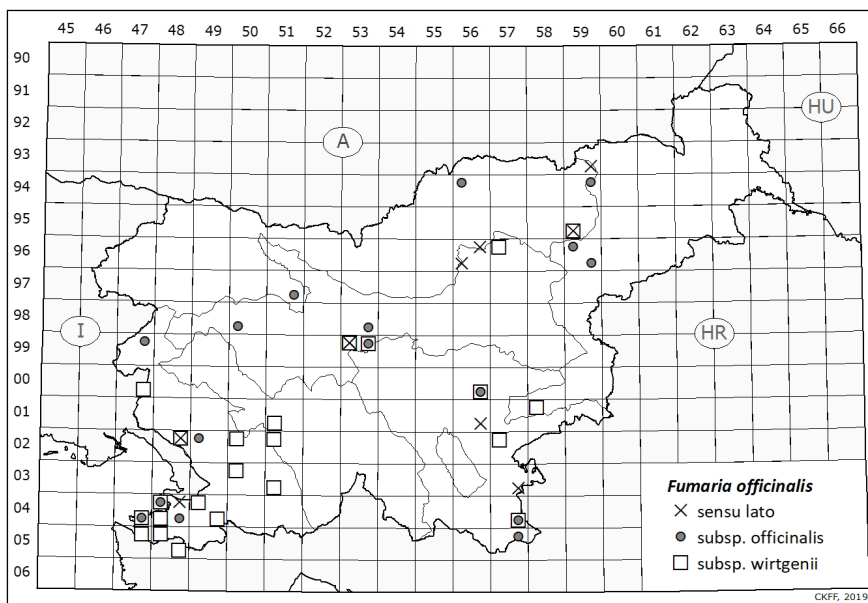 45 46 47 48 49 50 51 52 53 54 55 56 57 58 59 60 61 62 63 64 65 66
90
91
92
93
94
95
96
97
98
99
00
01
02
03
04
05
06
A
HU
I
HR
Fumaria officinalis
sensu lato
subsp. officinalis
subsp. wirtgenii
CKFF, 2019